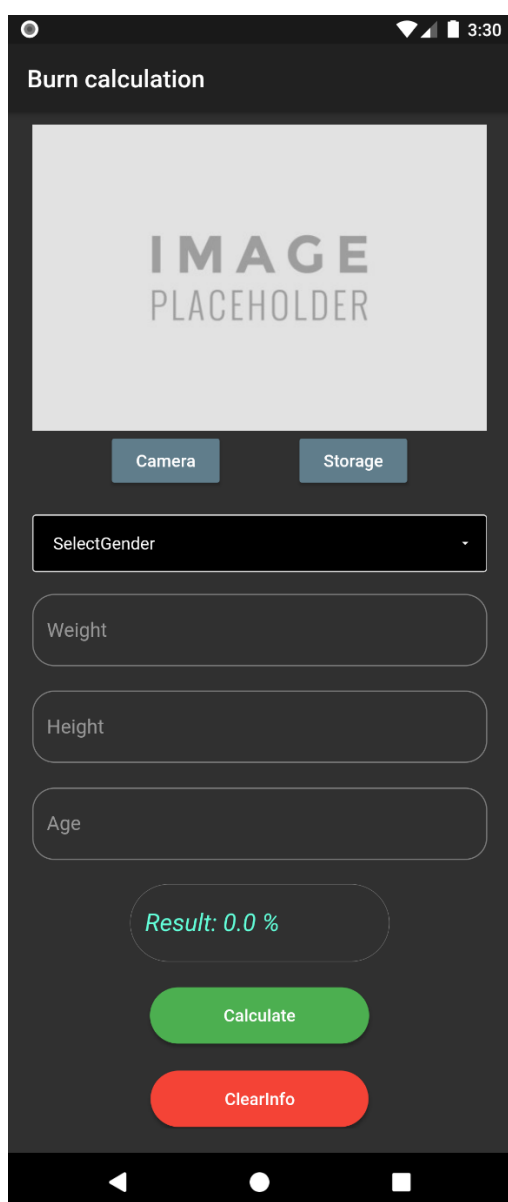 3:30
Burn calculation
IMAGE
PLACEHOLDER
Camera Storage
SelectGender
Weight
Height
Age
Result: 0.0 %
Calculate
ClearInfo